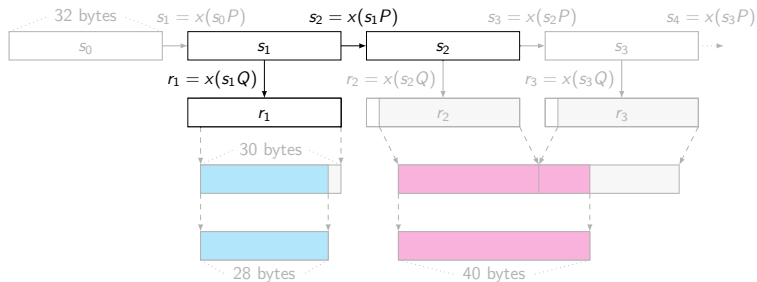 32 bytes
s₁ = x(s₀P)
s₂ = x(s₁P)
s₃ = x(s₂P)
s₄ = x(s₃P)
s₀
s₁
s₂
s₃
r₁ = x(s₁Q)
r₂ = x(s₂Q)
r₃ = x(s₃Q)
r₁
r₂
r₃
30 bytes
28 bytes
40 bytes